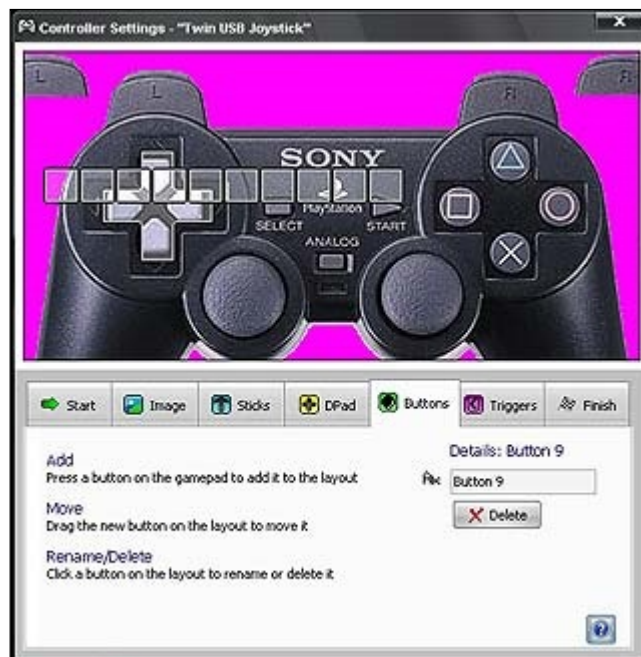 Controller Settings - "Twin USB Joystick"
L
L
R
R
SONY
PlayStation
SELECT
START
ANALOG
Start
Image
Sticks
DPad
Buttons
Triggers
Finish
Add
Press a button on the gamepad to add it to the layout
Move
Drag the new button on the layout to move it
Rename/Delete
Click a button on the layout to rename or delete it
Details: Button 9
Abc
Button 9
Delete
?